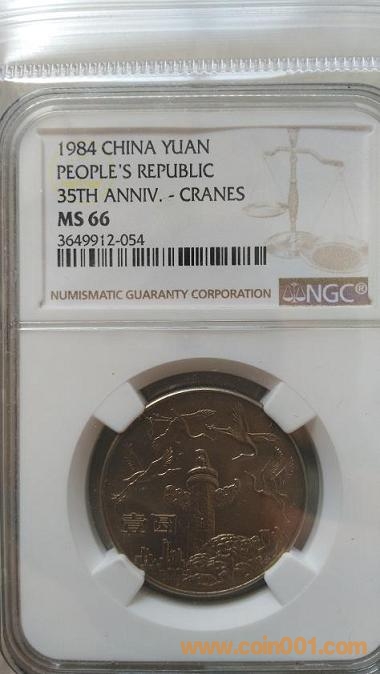 1984 CHINA YUAN
PEOPLE'S REPUBLIC
35TH ANNIV. - CRANES
MS 66
3649912-054
NUMISMATIC GUARANTY CORPORATION NGC®
壹圆
www.coin001.com